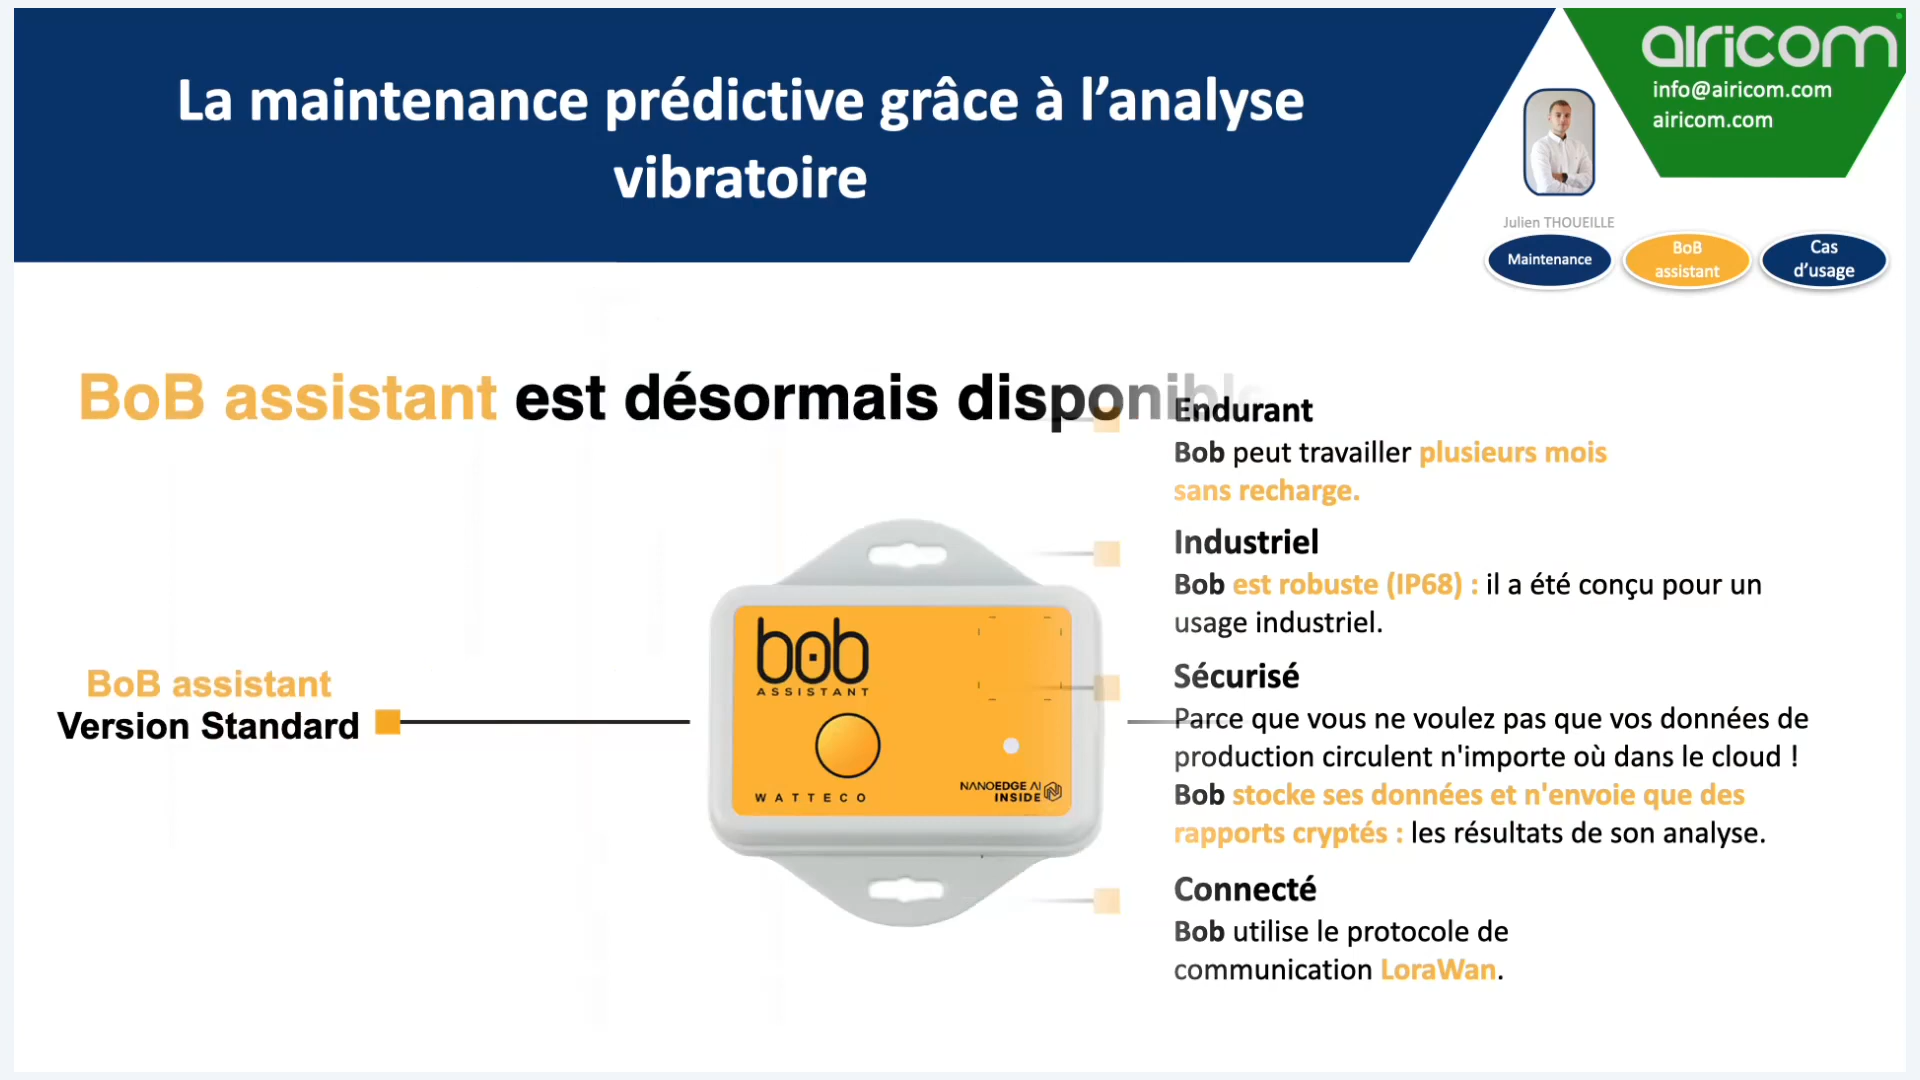 La maintenance prédictive grâce à l’analyse
vibratoire
airicom
info@airicom.com
airicom.com
Julien THOUEILLE
Maintenance
BoB
assistant
Cas
d’usage
BoB assistant est désormais disponible
BoB assistant
Version Standard
bob
ASSISTANT
WATTECO
NANOEDGE AI
INSIDE
Endurant
Bob peut travailler plusieurs mois
sans recharge.
Industriel
Bob est robuste (IP68) : il a été conçu pour un
usage industriel.
Sécurisé
Parce que vous ne voulez pas que vos données de
production circulent n'importe où dans le cloud !
Bob stocke ses données et n'envoie que des
rapports cryptés : les résultats de son analyse.
Connecté
Bob utilise le protocole de
communication LoraWan.